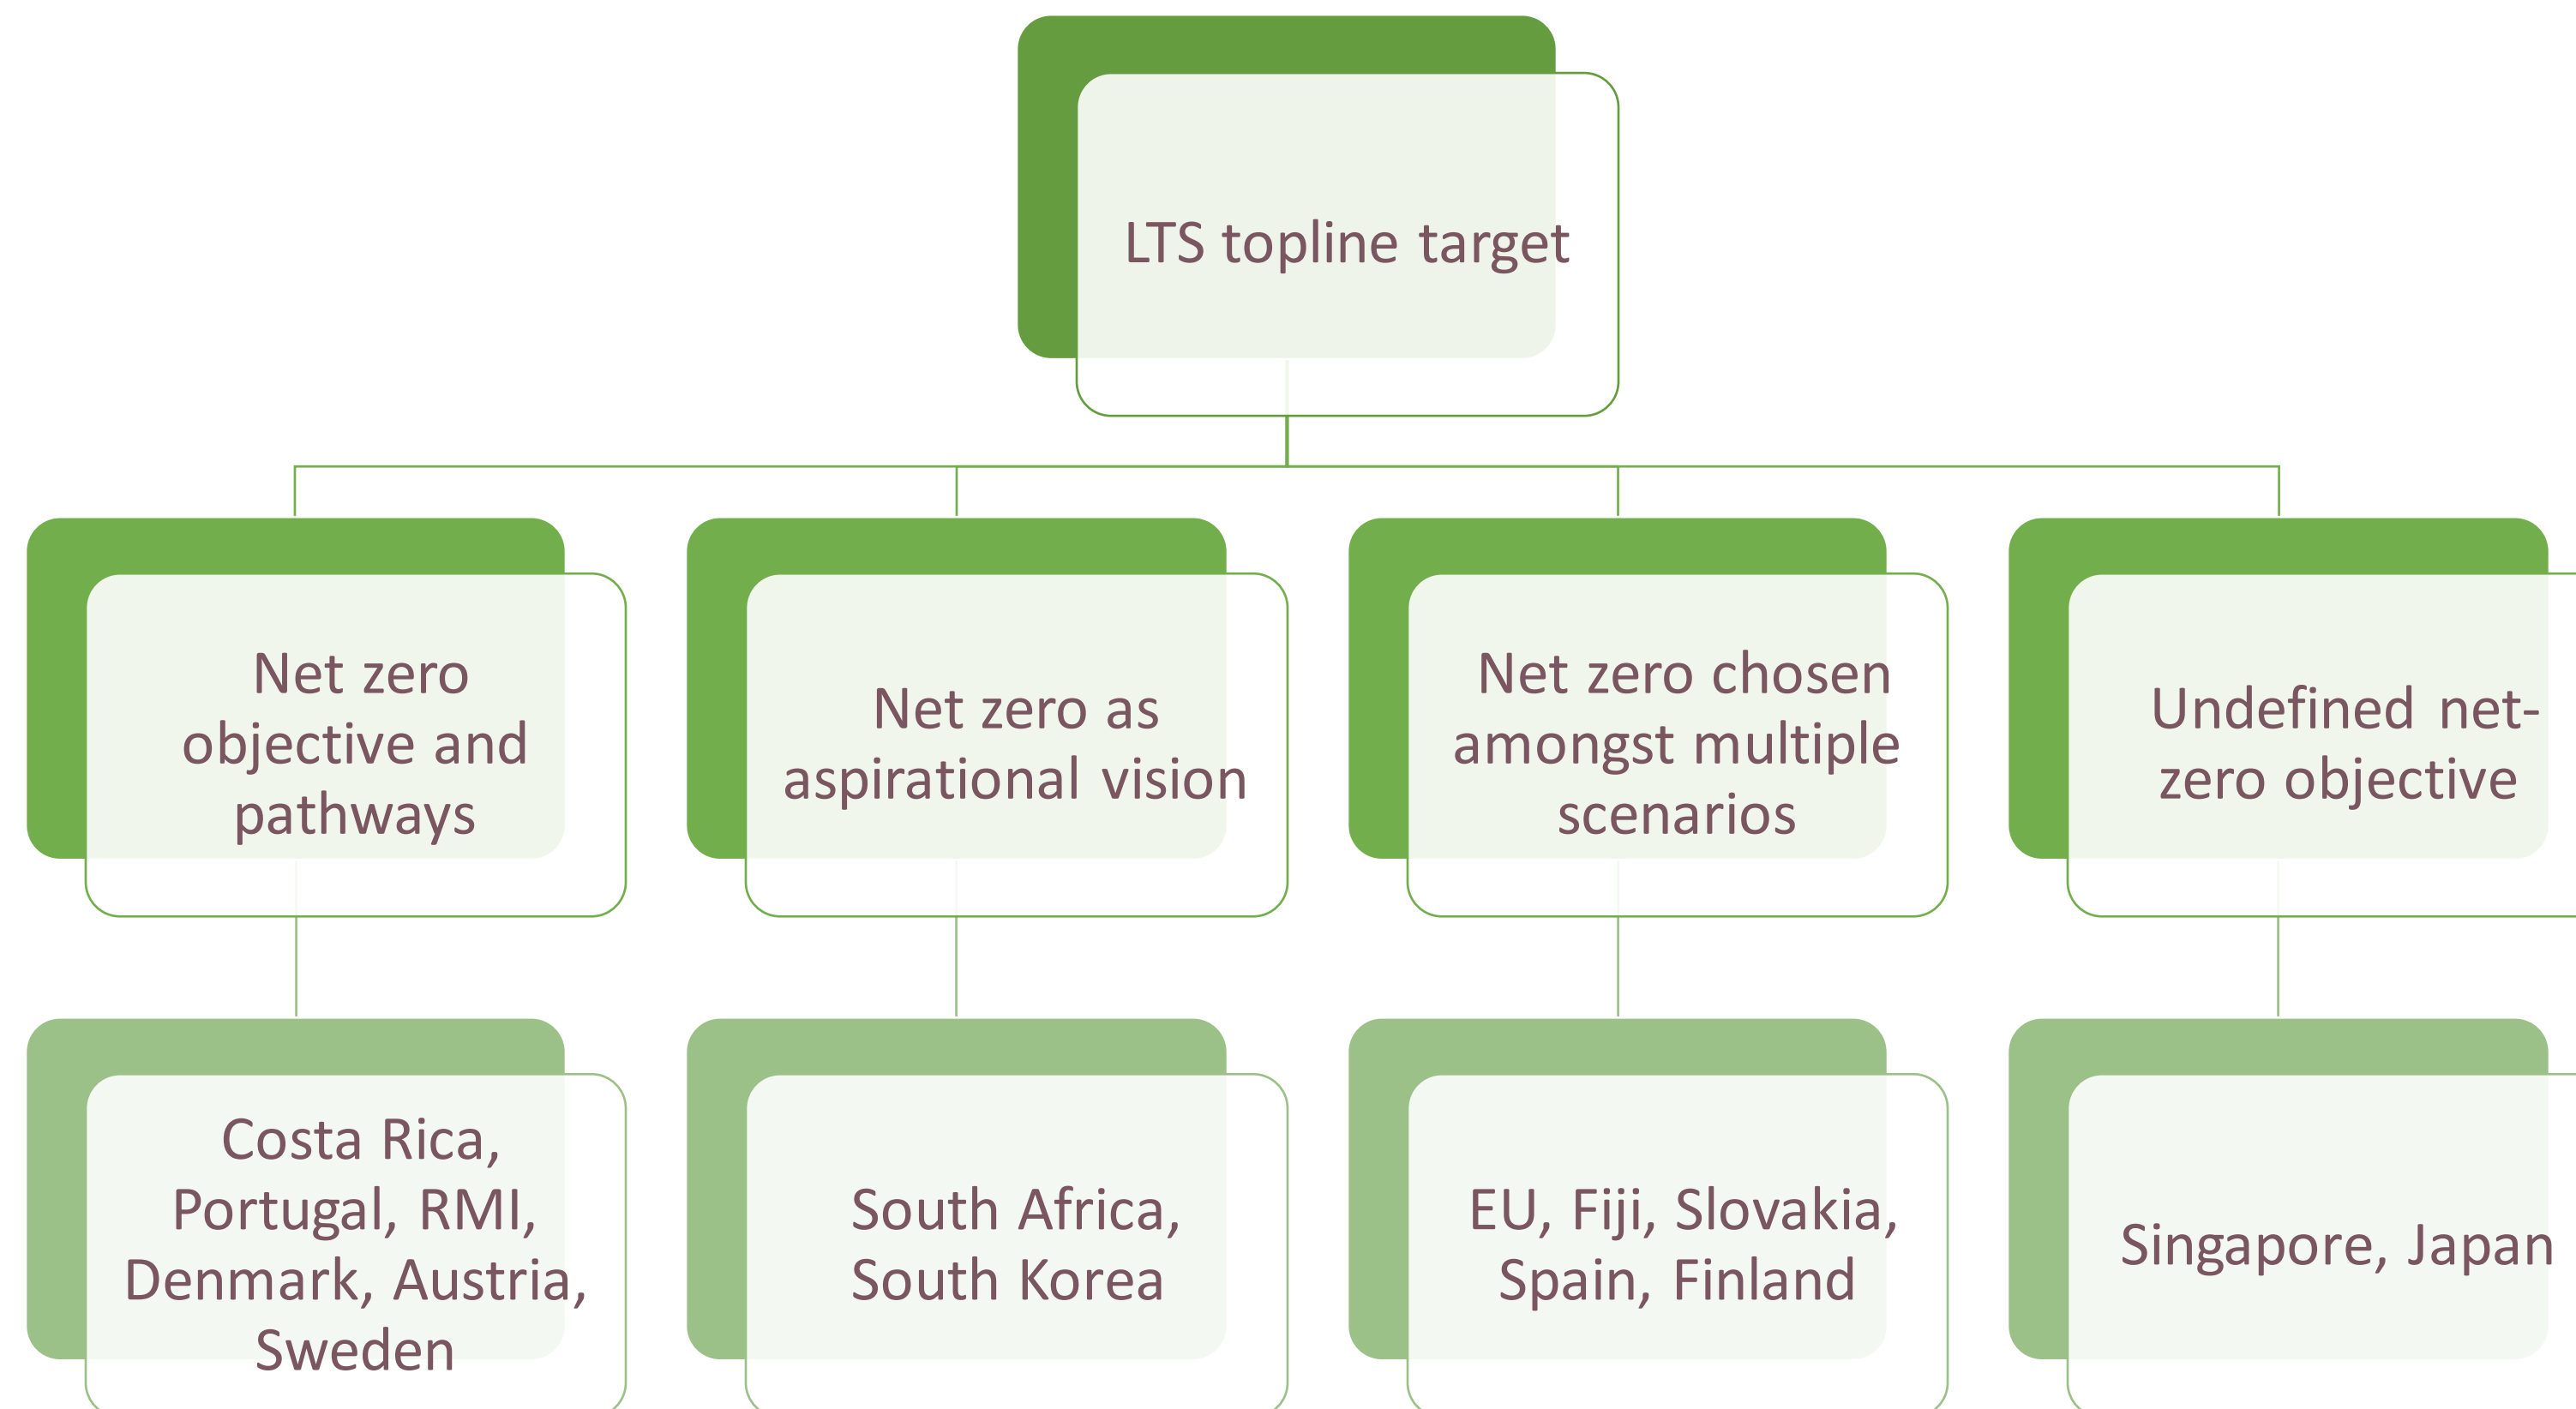 LTS topline target
Net zero
objective and
pathways
Net zero as
aspirational vision
Net zero chosen
amongst multiple
scenarios
Undefined net-
zero objective
Costa Rica,
Portugal, RMI,
Denmark, Austria,
Sweden
South Africa,
South Korea
EU, Fiji, Slovakia,
Spain, Finland
Singapore, Japan